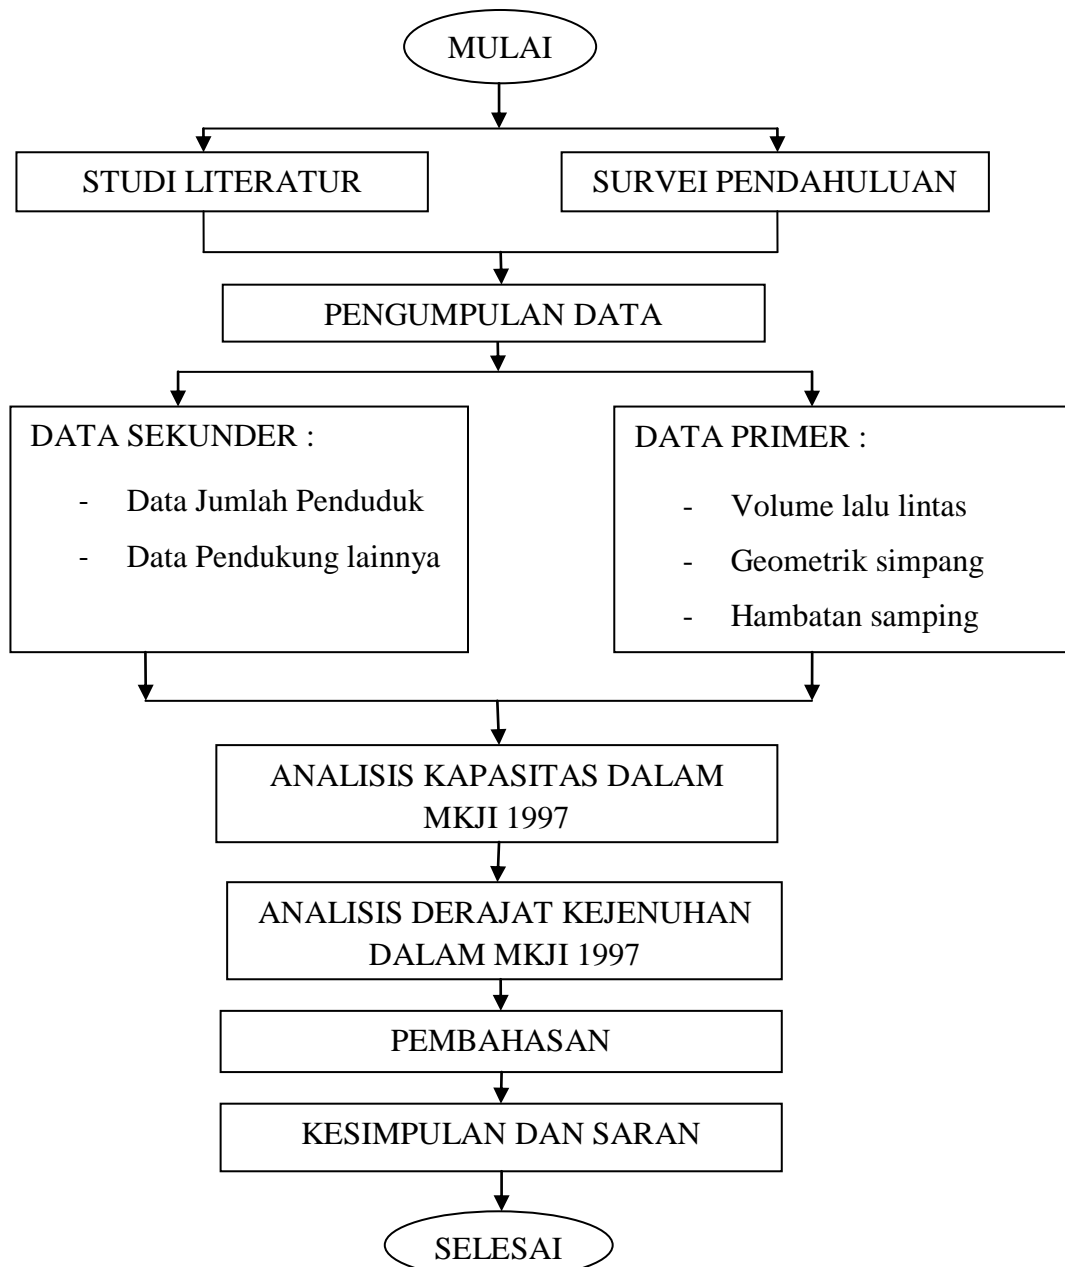 MULAI
STUDI LITERATUR
SURVEI PENDAHULUAN
PENGUMPULAN DATA
DATA SEKUNDER :
- Data Jumlah Penduduk
- Data Pendukung lainnya
DATA PRIMER :
- Volume lalu lintas
- Geometrik simpang
- Hambatan samping
ANALISIS KAPASITAS DALAM
MKJI 1997
ANALISIS DERAJAT KEJENUHAN
DALAM MKJI 1997
PEMBAHASAN
KESIMPULAN DAN SARAN
SELESAI